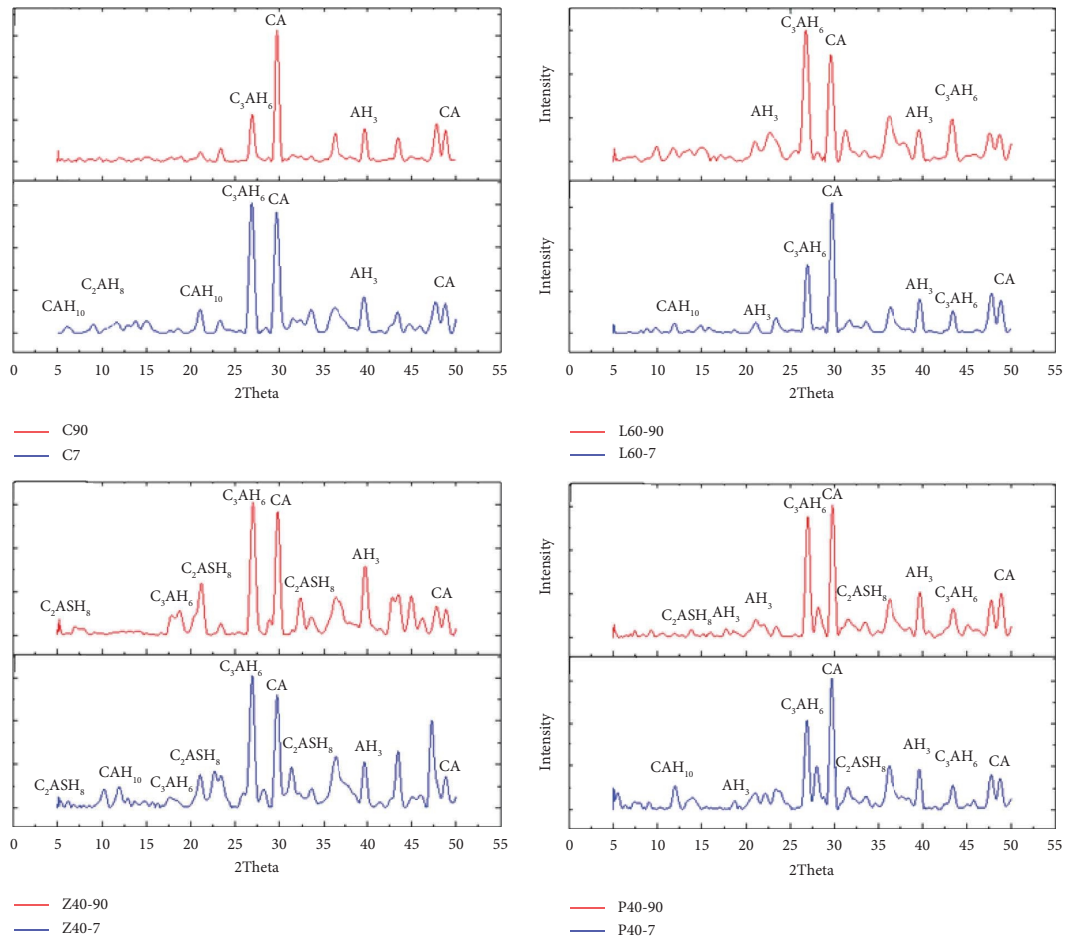 CA
C₃AH₆
AH₃
CA
C₃AH₆
CA
CAH₁₀
C₂AH₈
CAH₁₀
AH₃
CA
0 5 10 15 20 25 30 35 40 45 50 55
2Theta
C90
C7
Intensity
C₃AH₆
CA
AH₃
AH₃
C₃AH₆
Intensity
CA
C₃AH₆
CAH₁₀
AH₃
AH₃
C₃AH₆
CA
0 5 10 15 20 25 30 35 40 45 50 55
2Theta
L60-90
L60-7
C₃AH₆
CA
C₂ASH₈
C₃AH₆
C₂ASH₈
C₂ASH₈
AH₃
CA
C₃AH₆
CA
C₂ASH₈
CAH₁₀
C₃AH₆
C₂ASH₈
C₂ASH₈
AH₃
CA
0 5 10 15 20 25 30 35 40 45 50 55
2Theta
Z40-90
Z40-7
Intensity
C₃AH₆
CA
C₂ASH₈
AH₃
AH₃
C₂ASH₈
AH₃
C₃AH₆
CA
Intensity
CA
C₃AH₆
CAH₁₀
AH₃
C₂ASH₈
AH₃
C₃AH₆
CA
0 5 10 15 20 25 30 35 40 45 50 55
2Theta
P40-90
P40-7